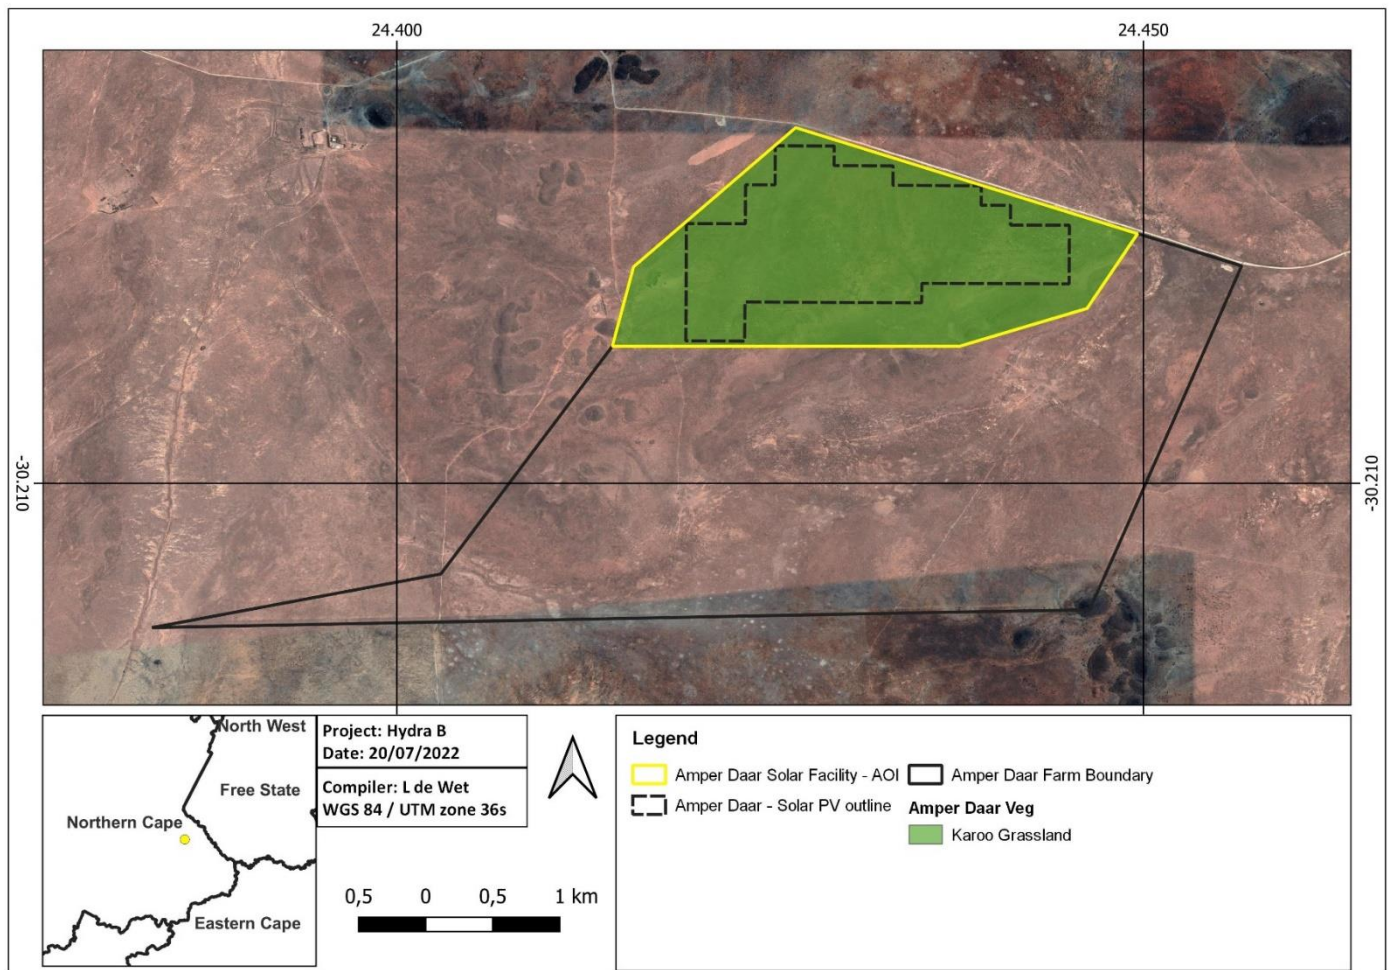 24.400
24.450
-30.210
-30.210
North West
Free State
Northern Cape
Eastern Cape
Project: Hydra B
Date: 20/07/2022
Compiler: L de Wet
WGS 84 / UTM zone 36s
0,5 0 0,5 1 km
Legend
Amper Daar Solar Facility - AOI
Amper Daar - Solar PV outline
Amper Daar Farm Boundary
Amper Daar Veg
Karoo Grassland